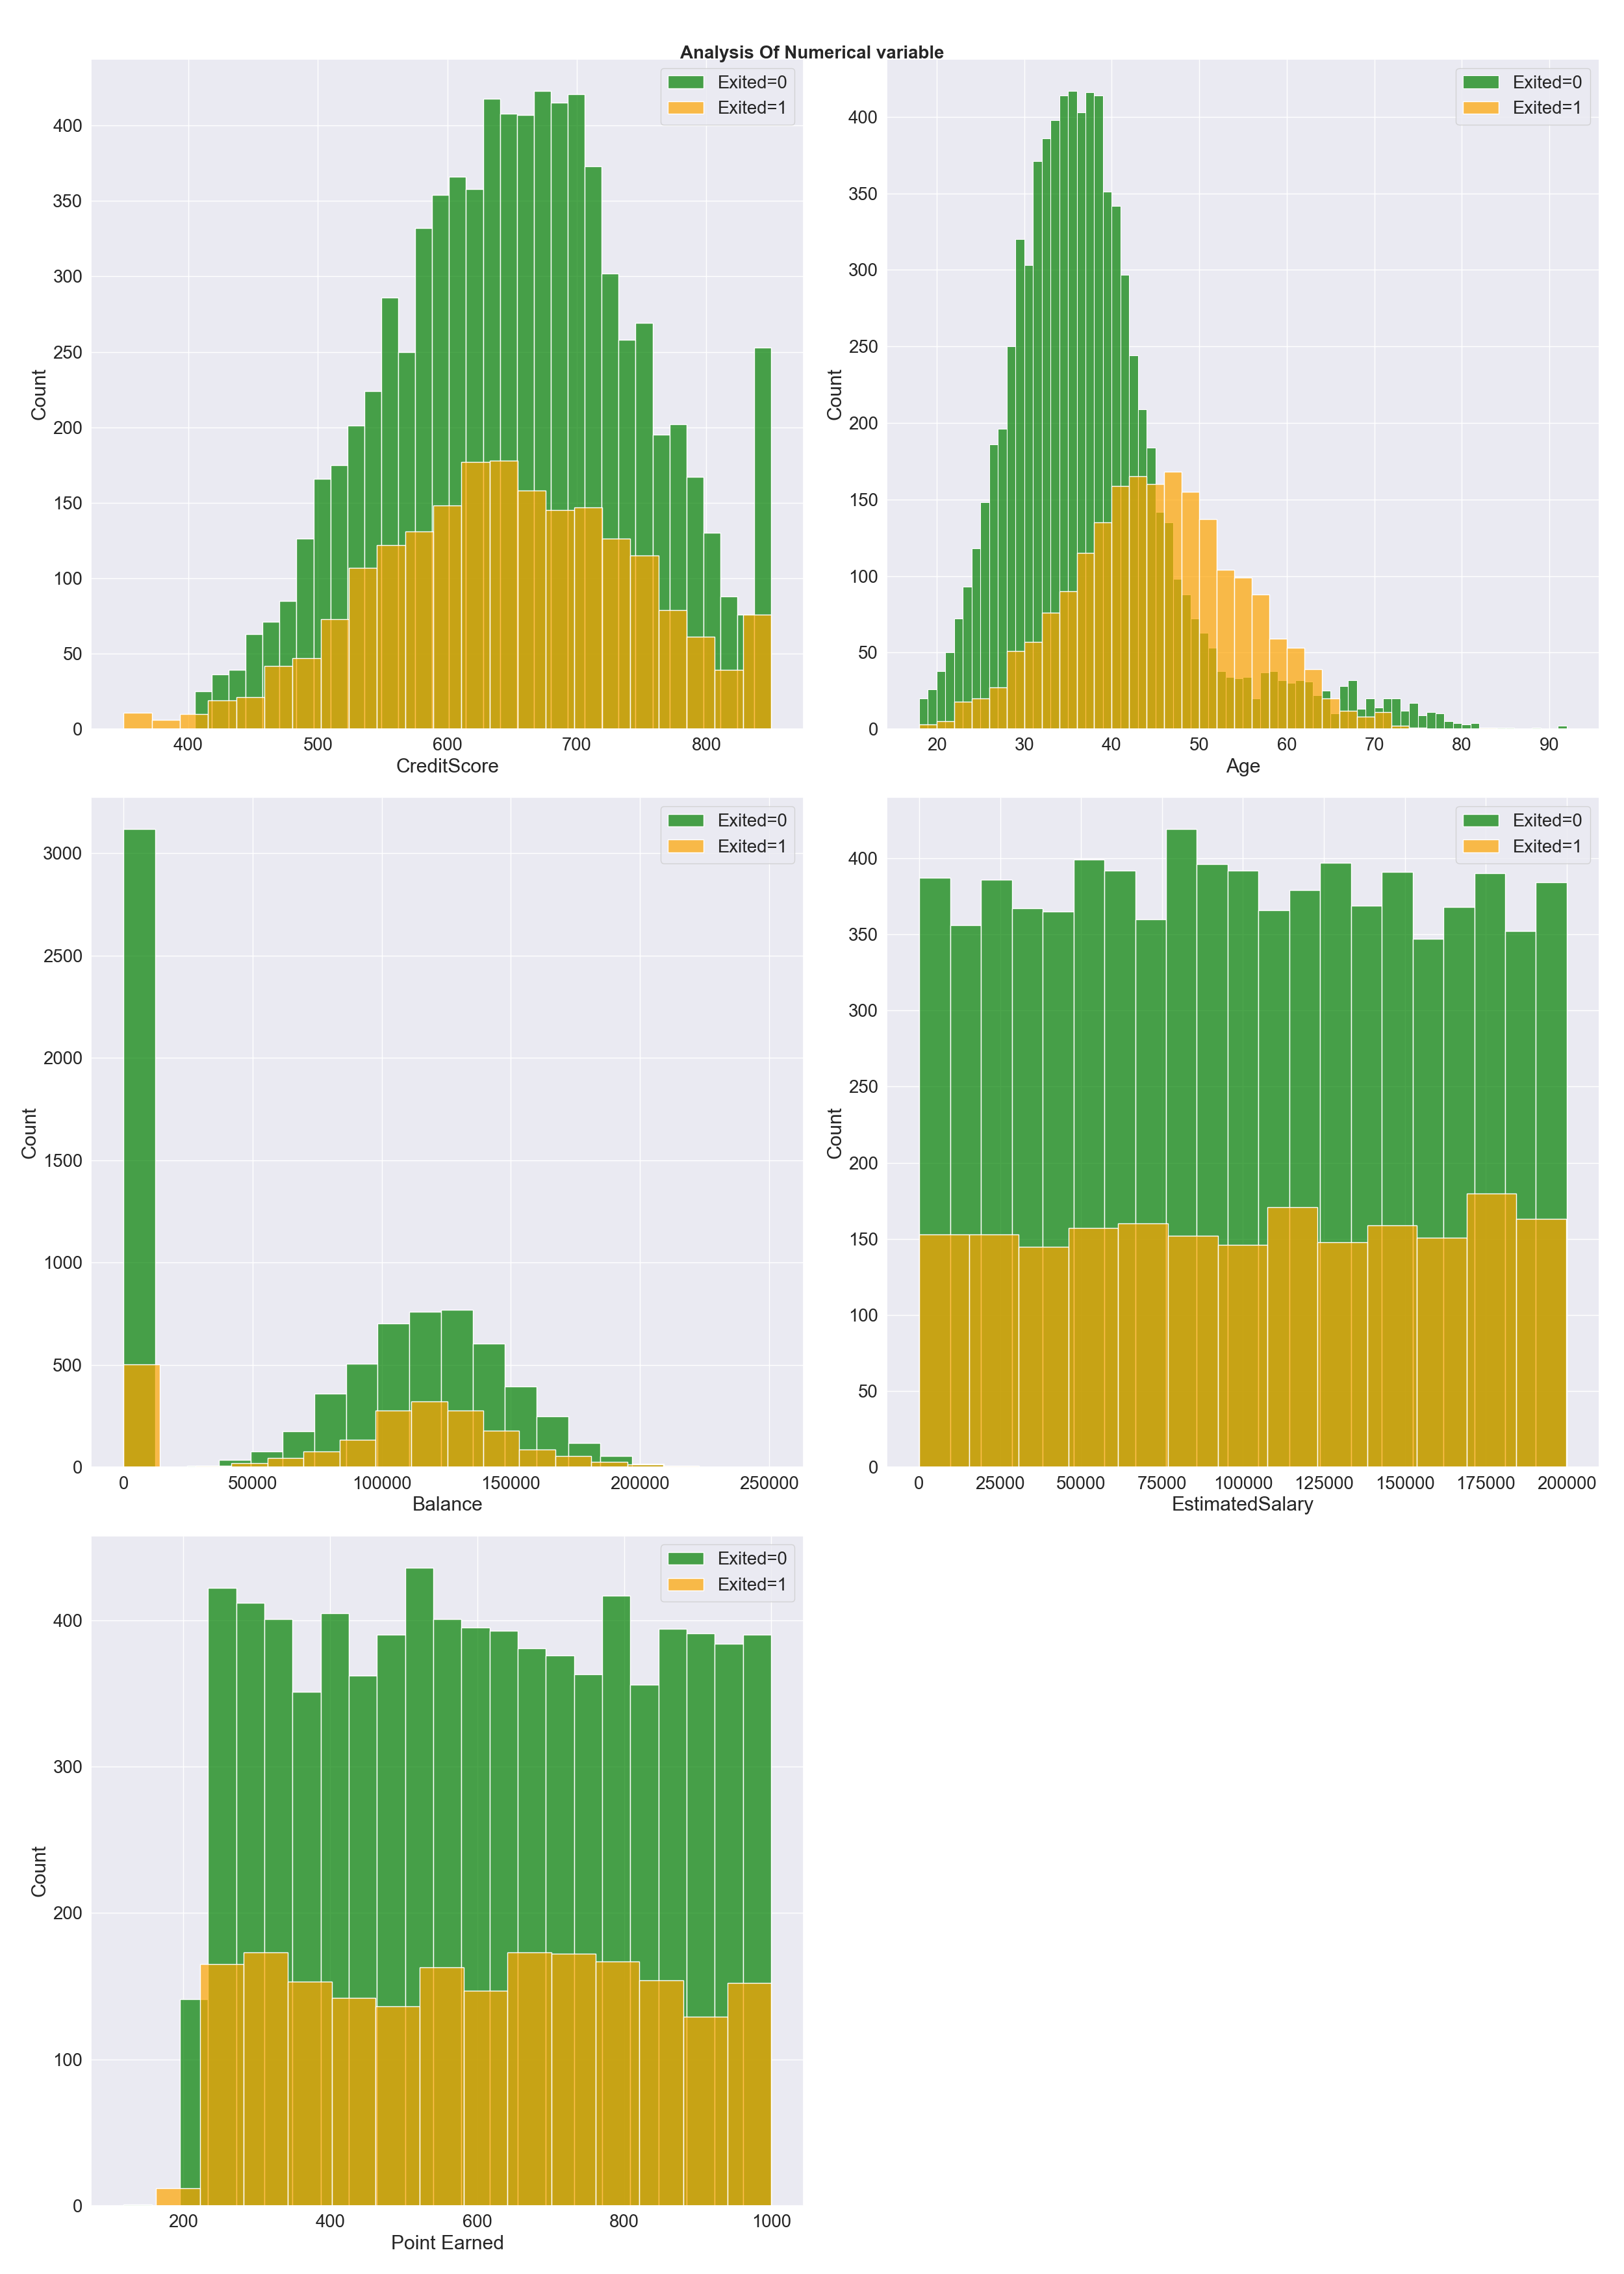 Analysis Of Numerical variable
Exited=0
Exited=1
400
350
300
250
200
150
100
50
0
Count
400 500 600 700 800
CreditScore
Exited=0
Exited=1
400
350
300
250
200
150
100
50
0
Count
20 30 40 50 60 70 80 90
Age
Exited=0
Exited=1
3000
2500
2000
1500
1000
500
0
Count
0 50000 100000 150000 200000 250000
Balance
Exited=0
Exited=1
400
350
300
250
200
150
100
50
0
Count
0 25000 50000 75000 100000 125000 150000 175000 200000
EstimatedSalary
Exited=0
Exited=1
400
300
200
100
0
Count
200 400 600 800 1000
Point Earned